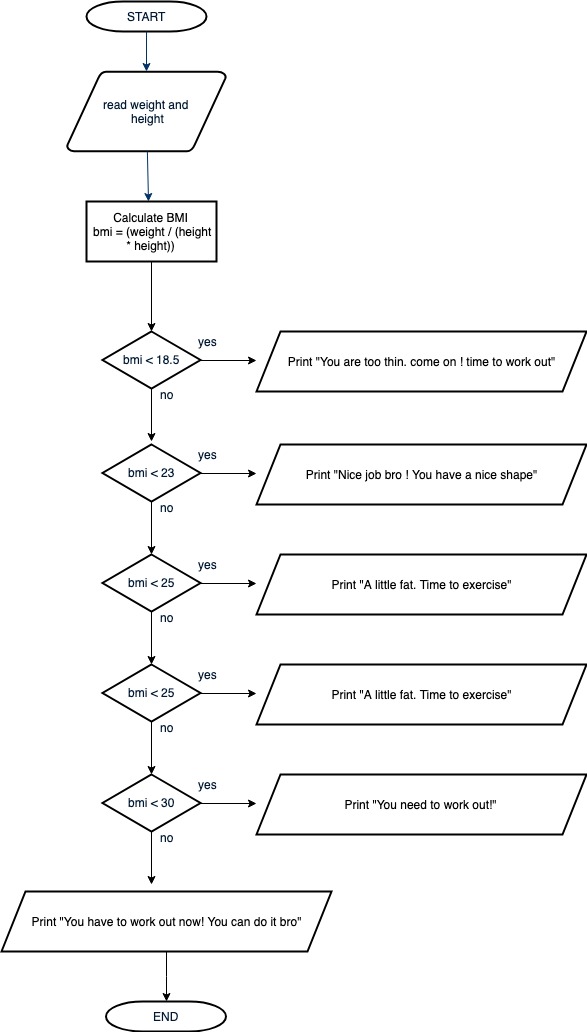 START
read weight and
height
Calculate BMI
bmi = (weight / (height
* height))
yes
bmi < 18.5
Print "You are too thin. come on ! time to work out"
no
yes
bmi < 23
Print "Nice job bro ! You have a nice shape"
no
yes
bmi < 25
Print "A little fat. Time to exercise"
no
yes
bmi < 25
Print "A little fat. Time to exercise"
no
yes
bmi < 30
Print "You need to work out!"
no
Print "You have to work out now! You can do it bro"
END